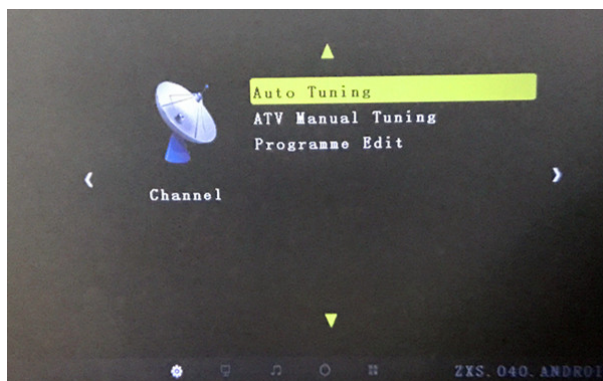 Auto Tuning
ATV Manual Tuning
Programme Edit
Channel
ZXS.040.ANDROI